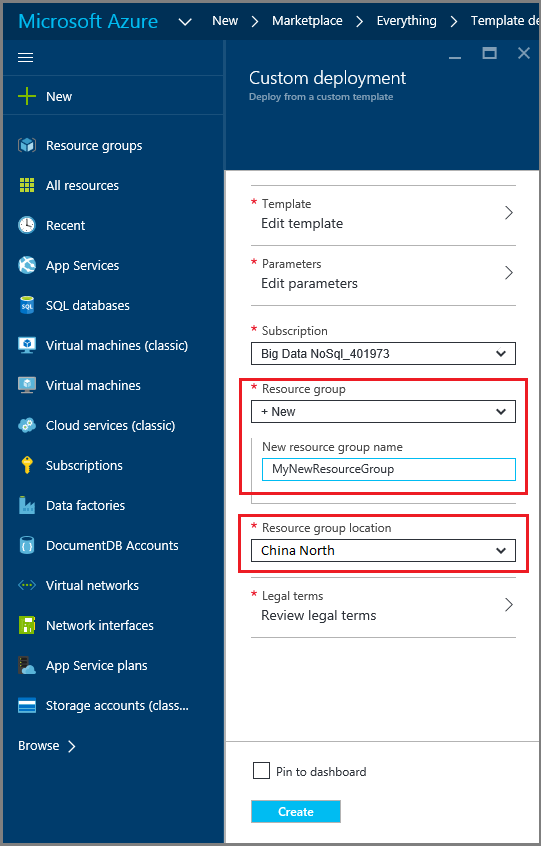 Microsoft Azure New Marketplace Everything Template de
New
Resource groups
All resources
Recent
App Services
SQL databases
Virtual machines (classic)
Virtual machines
Cloud services (classic)
Subscriptions
Data factories
DocumentDB Accounts
Virtual networks
Network interfaces
App Service plans
Storage accounts (class...
Browse
Custom deployment
Deploy from a custom template
* Template
Edit template
* Parameters
Edit parameters
* Subscription
Big Data NoSql_401973
* Resource group
+ New
New resource group name
MyNewResourceGroup
* Resource group location
China North
* Legal terms
Review legal terms
Pin to dashboard
Create